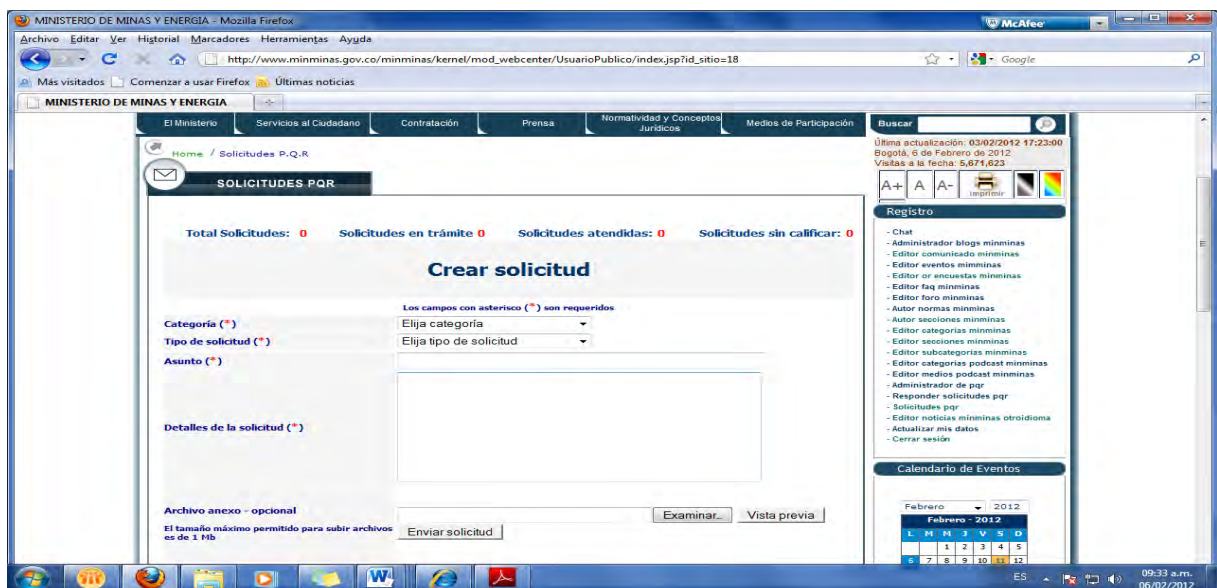 MINISTERIO DE MINAS Y ENERGIA - Mozilla Firefox
McAfee
Archivo Editar Ver Historial Marcadores Herramientas Ayuda
http://www.minminas.gov.co/minminas/kernel/mod_webcenter/UsuarioPublico/index.jsp?id_sitio=18
Google
Más visitados Comenzar a usar Firefox Últimas noticias
MINISTERIO DE MINAS Y ENERGIA
El Ministerio Servicios al Ciudadano Contratación Prensa Normatividad y Conceptos Jurídicos Medios de Participación
Home / Solicitudes P.Q.R
SOLICITUDES PQR
Total Solicitudes: 0 Solicitudes en trámite 0 Solicitudes atendidas: 0 Solicitudes sin calificar: 0
Crear solicitud
Los campos con asterisco (*) son requeridos
Categoría (*) Elija categoría
Tipo de solicitud (*) Elija tipo de solicitud
Asunto (*)
Detalles de la solicitud (*)
Archivo anexo - opcional Examinar... Vista previa
El tamaño máximo permitido para subir archivos
es de 1 Mb
Enviar solicitud
Buscar
Última actualización: 03/02/2012 17:23:00
Bogotá, 6 de Febrero de 2012
Visitas a la fecha: 5,671,623
A+ A A- imprimir
Registro
- Chat
- Administrador blogs minminas
- Editor comunicado minminas
- Editor eventos minminas
- Editor or encuestas minminas
- Editor faq minminas
- Editor foro minminas
- Autor normas minminas
- Autor secciones minminas
- Editor categorias minminas
- Editor secciones minminas
- Editor subcategorias minminas
- Editor categorias podcast minminas
- Editor medios podcast minminas
- Administrador de pqr
- Responder solicitudes pqr
- Solicitudes pqr
- Editor noticias minminas otroidioma
- Actualizar mis datos
- Cerrar sesión
Calendario de Eventos
Febrero 2012
Febrero - 2012
L M M J V S D
1 2 3 4 5
6 7 8 9 10 11 12
ES 09:33 a.m.
06/02/2012